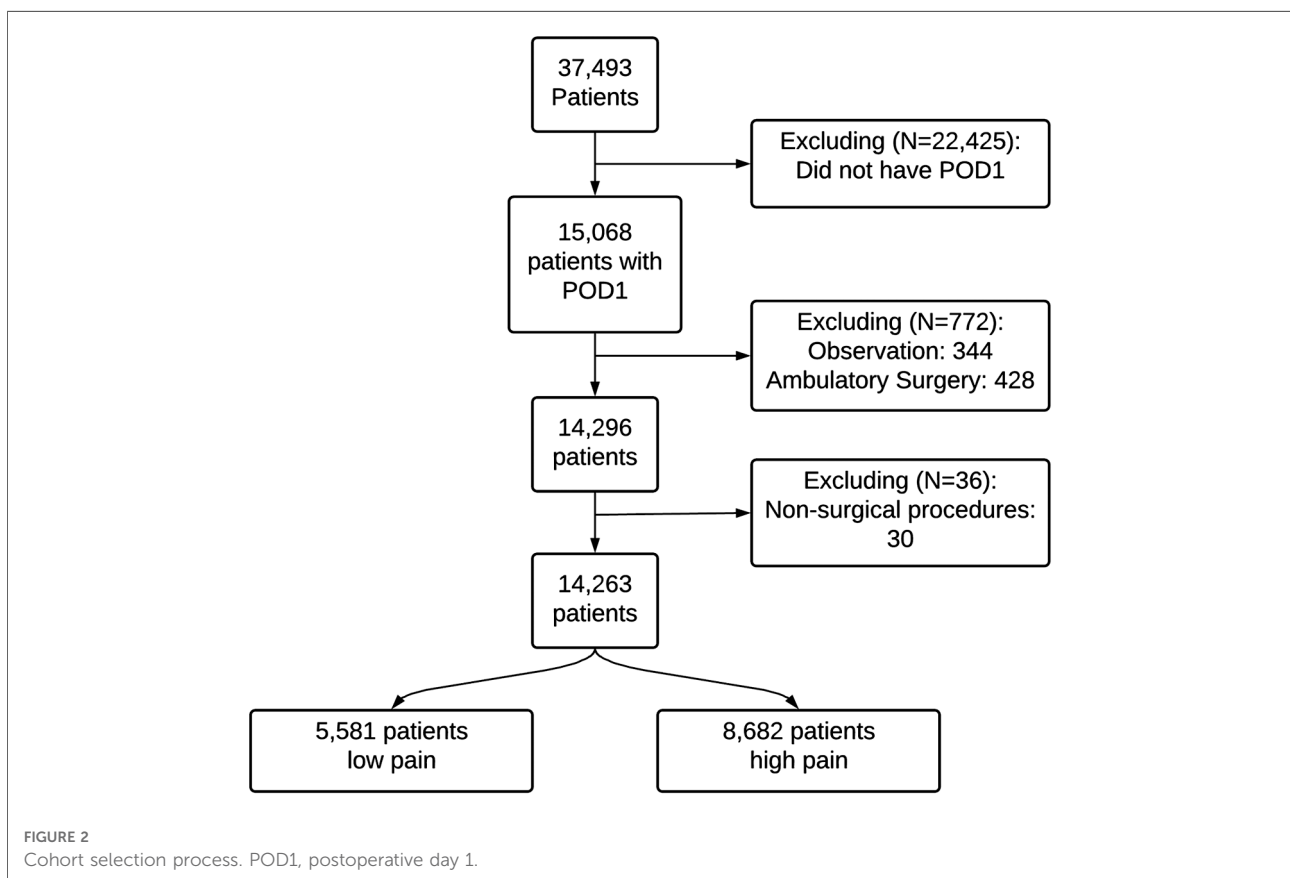 37,493
Patients
Excluding (N=22,425):
Did not have POD1
15,068
patients with
POD1
Excluding (N=772):
Observation: 344
Ambulatory Surgery: 428
14,296
patients
Excluding (N=36):
Non-surgical procedures:
30
14,263
patients
5,581 patients
low pain
8,682 patients
high pain
FIGURE 2
Cohort selection process. POD1, postoperative day 1.